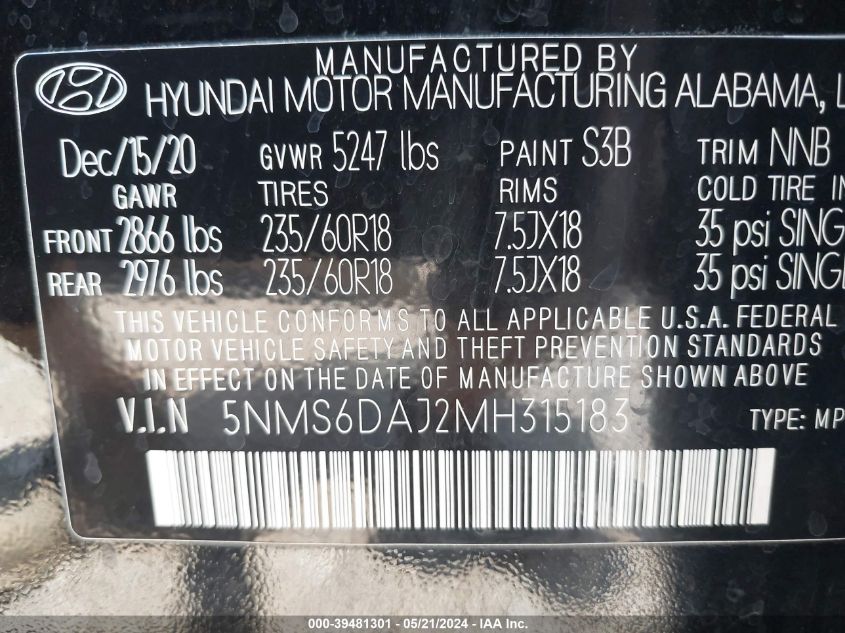 MANUFACTURED BY
HYUNDAI MOTOR MANUFACTURING ALABAMA, L
Dec/15/20 GVWR 5247 lbs PAINT S3B TRIM NNB
GAWR TIRES RIMS COLD TIRE IN
FRONT 2866 lbs 235/60R18 7.5JX18 35 psi SING
REAR 2976 lbs 235/60R18 7.5JX18 35 psi SINGL
THIS VEHICLE CONFORMS TO ALL APPLICABLE U.S.A. FEDERAL
MOTOR VEHICLE SAFETY AND THEFT PREVENTION STANDARDS
IN EFFECT ON THE DATE OF MANUFACTURE SHOWN ABOVE.
V.I.N 5NMS6DAJ2MH315183 TYPE: MP
000-39481301 - 05/21/2024 - IAA Inc.